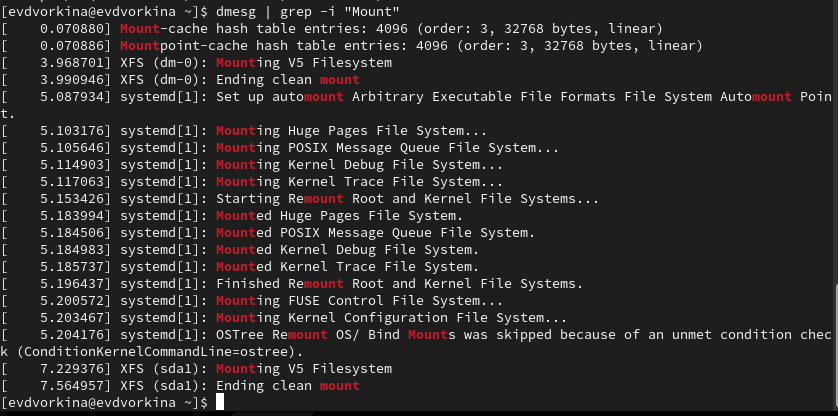 [evdvorkina@evdvorkina ~]$ dmesg | grep -i "Mount"
[    0.070880] Mount-cache hash table entries: 4096 (order: 3, 32768 bytes, linear)
[    0.070886] Mountpoint-cache hash table entries: 4096 (order: 3, 32768 bytes, linear)
[    3.968701] XFS (dm-0): Mounting V5 Filesystem
[    3.990946] XFS (dm-0): Ending clean mount
[    5.087934] systemd[1]: Set up automount Arbitrary Executable File Formats File System Automount Poin
t.
[    5.103176] systemd[1]: Mounting Huge Pages File System...
[    5.105646] systemd[1]: Mounting POSIX Message Queue File System...
[    5.114903] systemd[1]: Mounting Kernel Debug File System...
[    5.117063] systemd[1]: Mounting Kernel Trace File System...
[    5.153426] systemd[1]: Starting Remount Root and Kernel File Systems...
[    5.183994] systemd[1]: Mounted Huge Pages File System.
[    5.184506] systemd[1]: Mounted POSIX Message Queue File System.
[    5.184983] systemd[1]: Mounted Kernel Debug File System.
[    5.185737] systemd[1]: Mounted Kernel Trace File System.
[    5.196437] systemd[1]: Finished Remount Root and Kernel File Systems.
[    5.200572] systemd[1]: Mounting FUSE Control File System...
[    5.203467] systemd[1]: Mounting Kernel Configuration File System...
[    5.204176] systemd[1]: OSTree Remount OS/ Bind Mounts was skipped because of an unmet condition chec
k (ConditionKernelCommandLine=ostree).
[    7.229376] XFS (sda1): Mounting V5 Filesystem
[    7.564957] XFS (sda1): Ending clean mount
[evdvorkina@evdvorkina ~]$